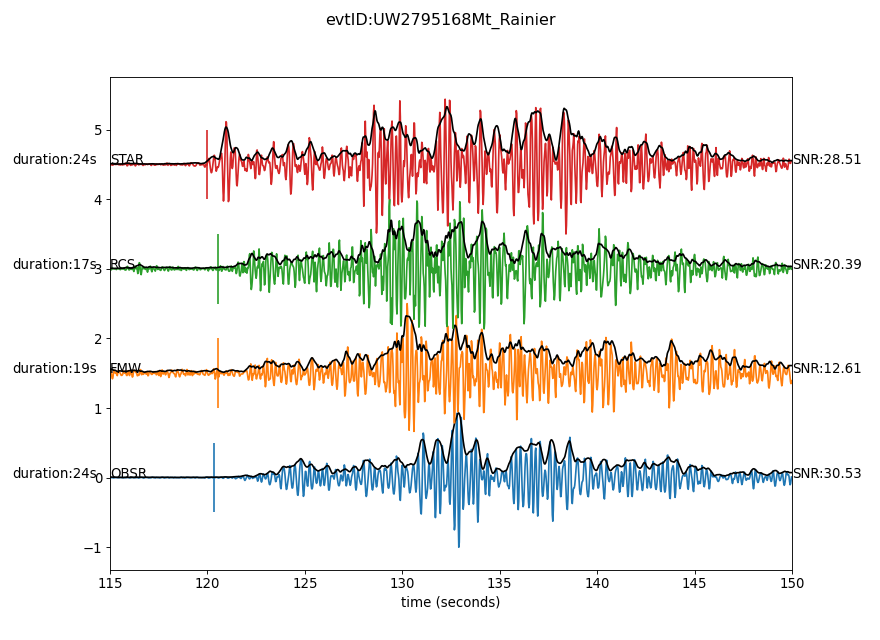 evtID:UW2795168Mt_Rainier
5
duration:24s STAR SNR:28.51
4
duration:17s 3 RCS SNR:20.39
2
duration:19s FMW SNR:12.61
1
duration:24s 0 OBSR SNR:30.53
−1
115 120 125 130 135 140 145 150
time (seconds)